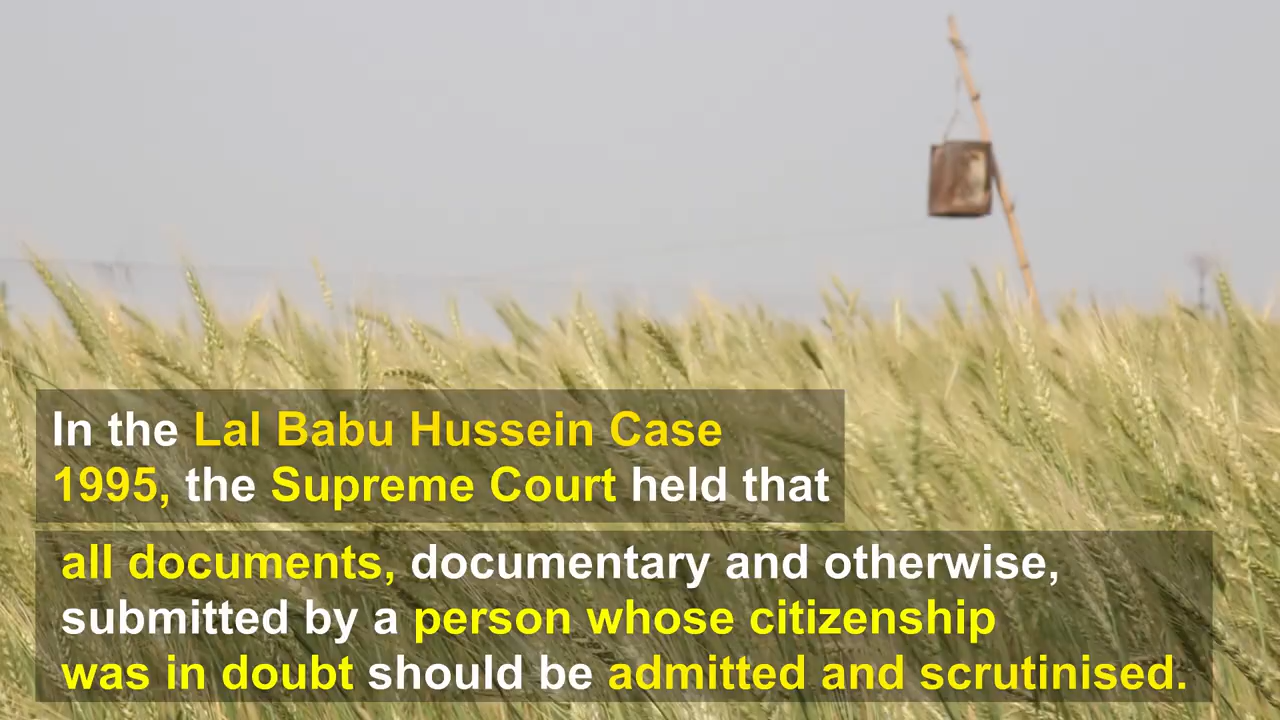 In the Lal Babu Hussein Case
1995, the Supreme Court held that
all documents, documentary and otherwise,
submitted by a person whose citizenship
was in doubt should be admitted and scrutinised.